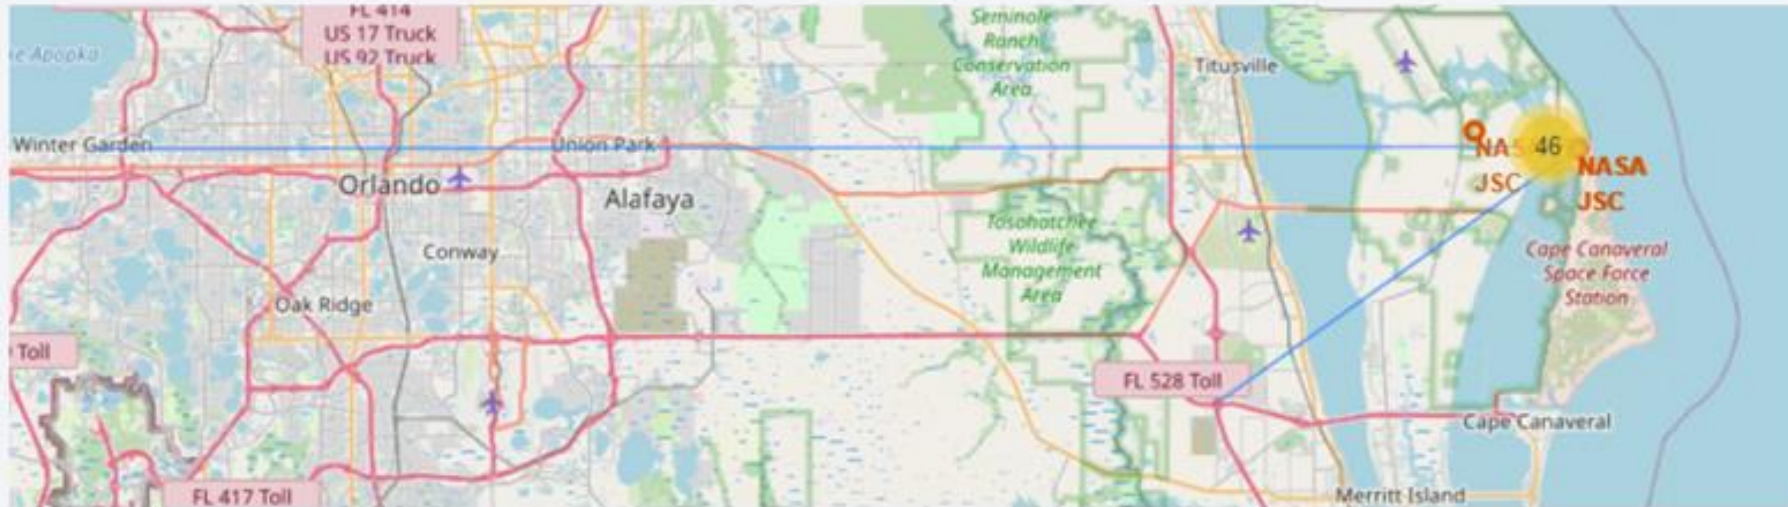 FL 414
US 17 Truck
US 92 Truck
Apopka
Winter Garden
Union Park
Orlando
Alafaya
Conway
Oak Ridge
Toll
FL 417 Toll
Seminole
Ranch
Conservation
Area
Titusville
Tosohatchee
Wildlife
Management
Area
FL 528 Toll
46
NAS
JSC
NASA
JSC
Cape Canaveral
Space Force
Station
Cape Canaveral
Merritt Island